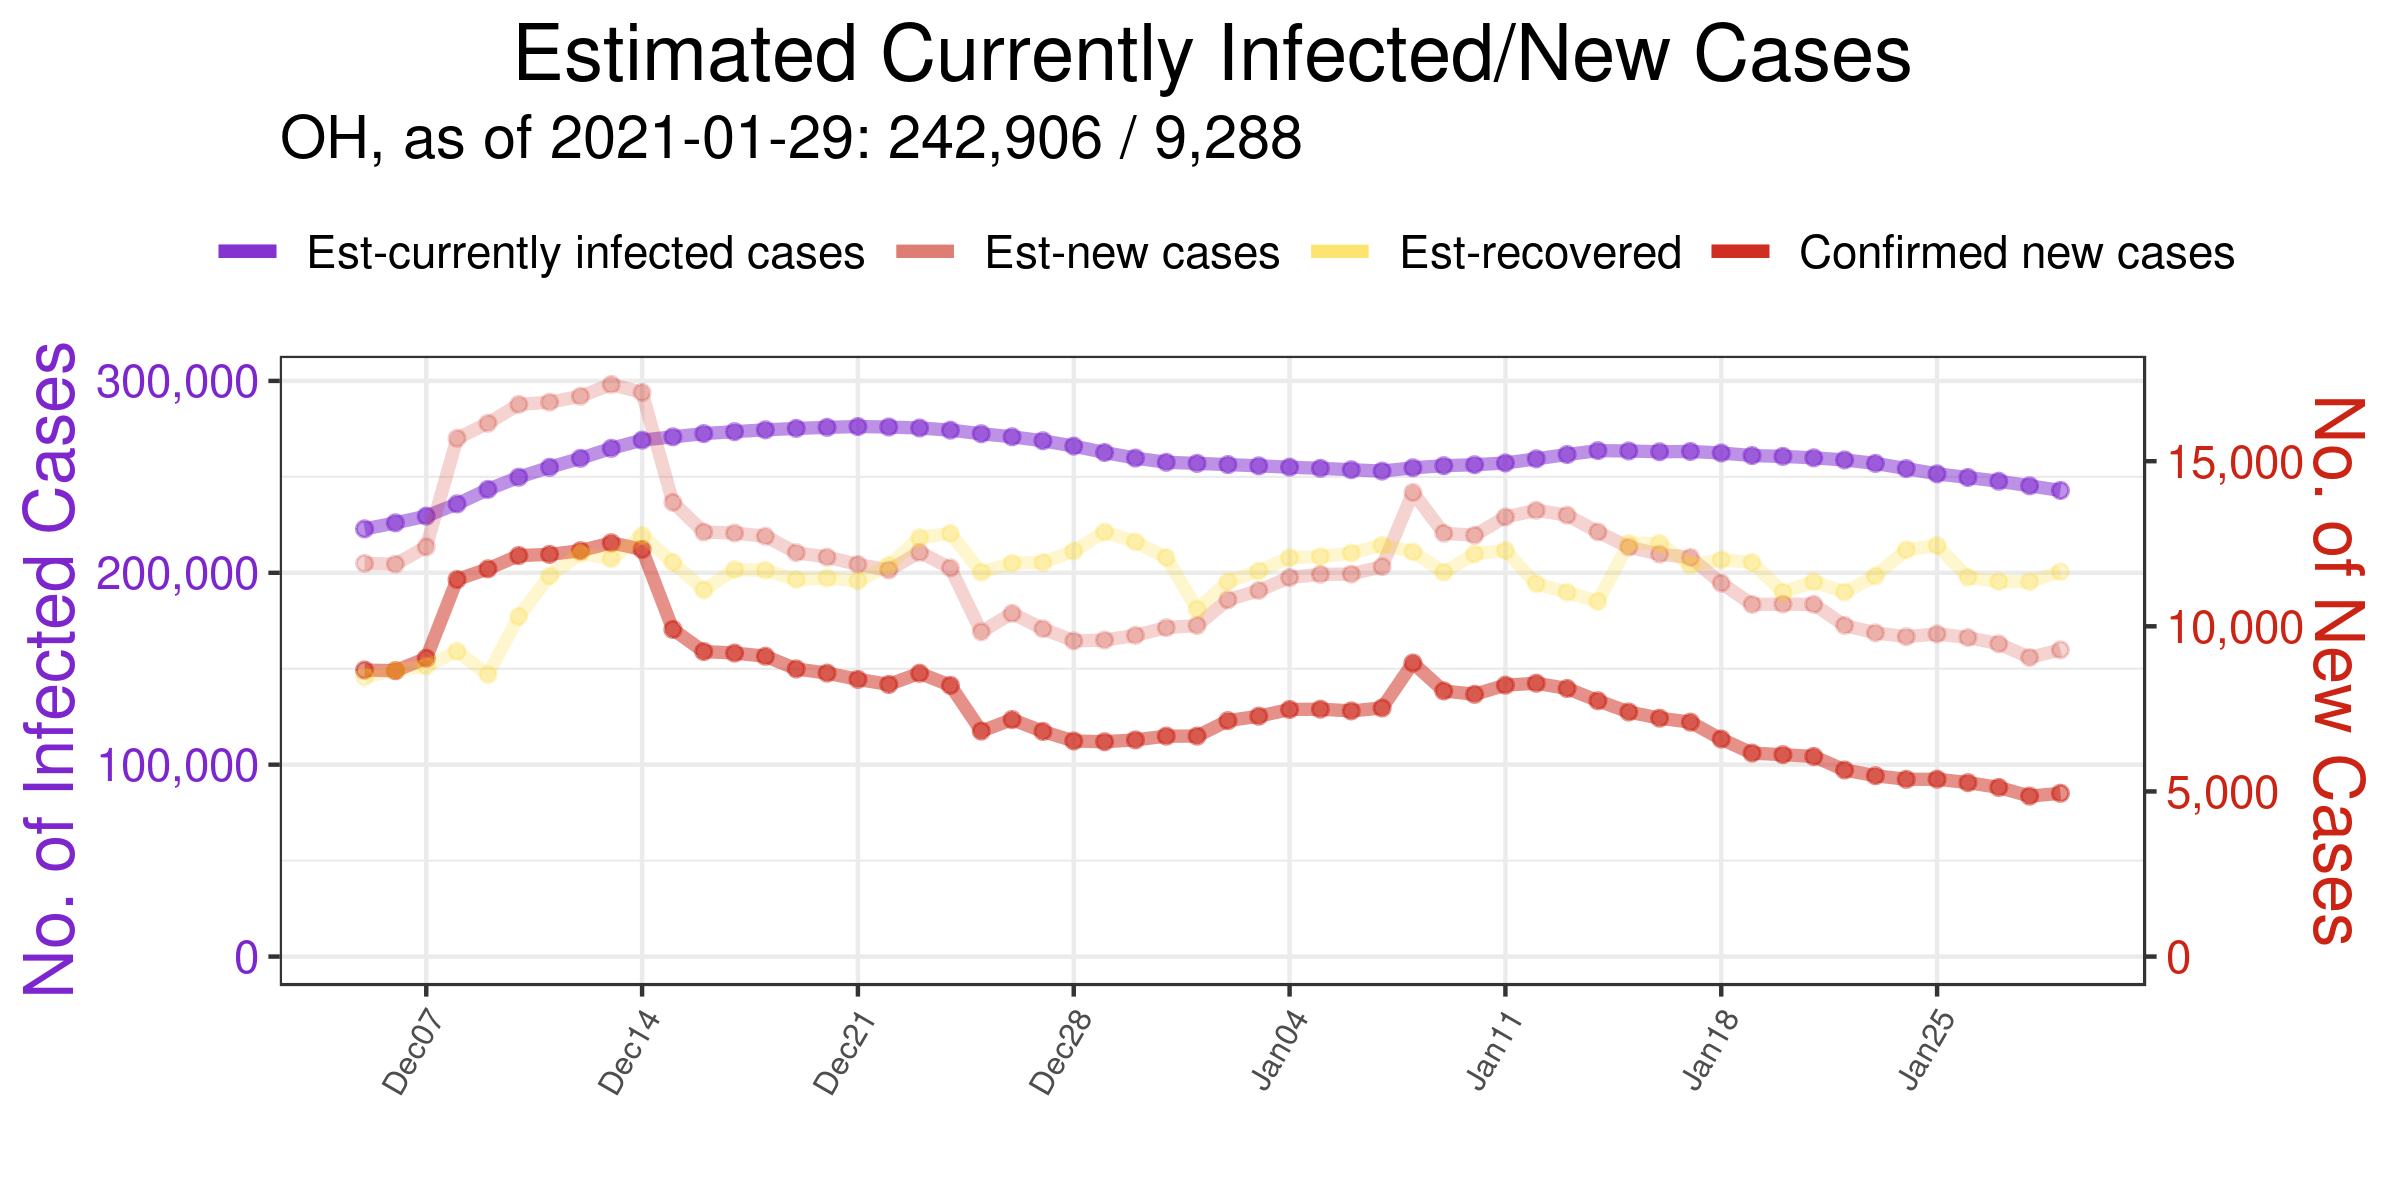 Estimated Currently Infected/New Cases
OH, as of 2021-01-29: 242,906 / 9,288
Est-currently infected cases Est-new cases Est-recovered Confirmed new cases
No. of Infected Cases
300,000
200,000
100,000
0
15,000
10,000
5,000
0
No. of New Cases
Dec07 Dec14 Dec21 Dec28 Jan04 Jan11 Jan18 Jan25